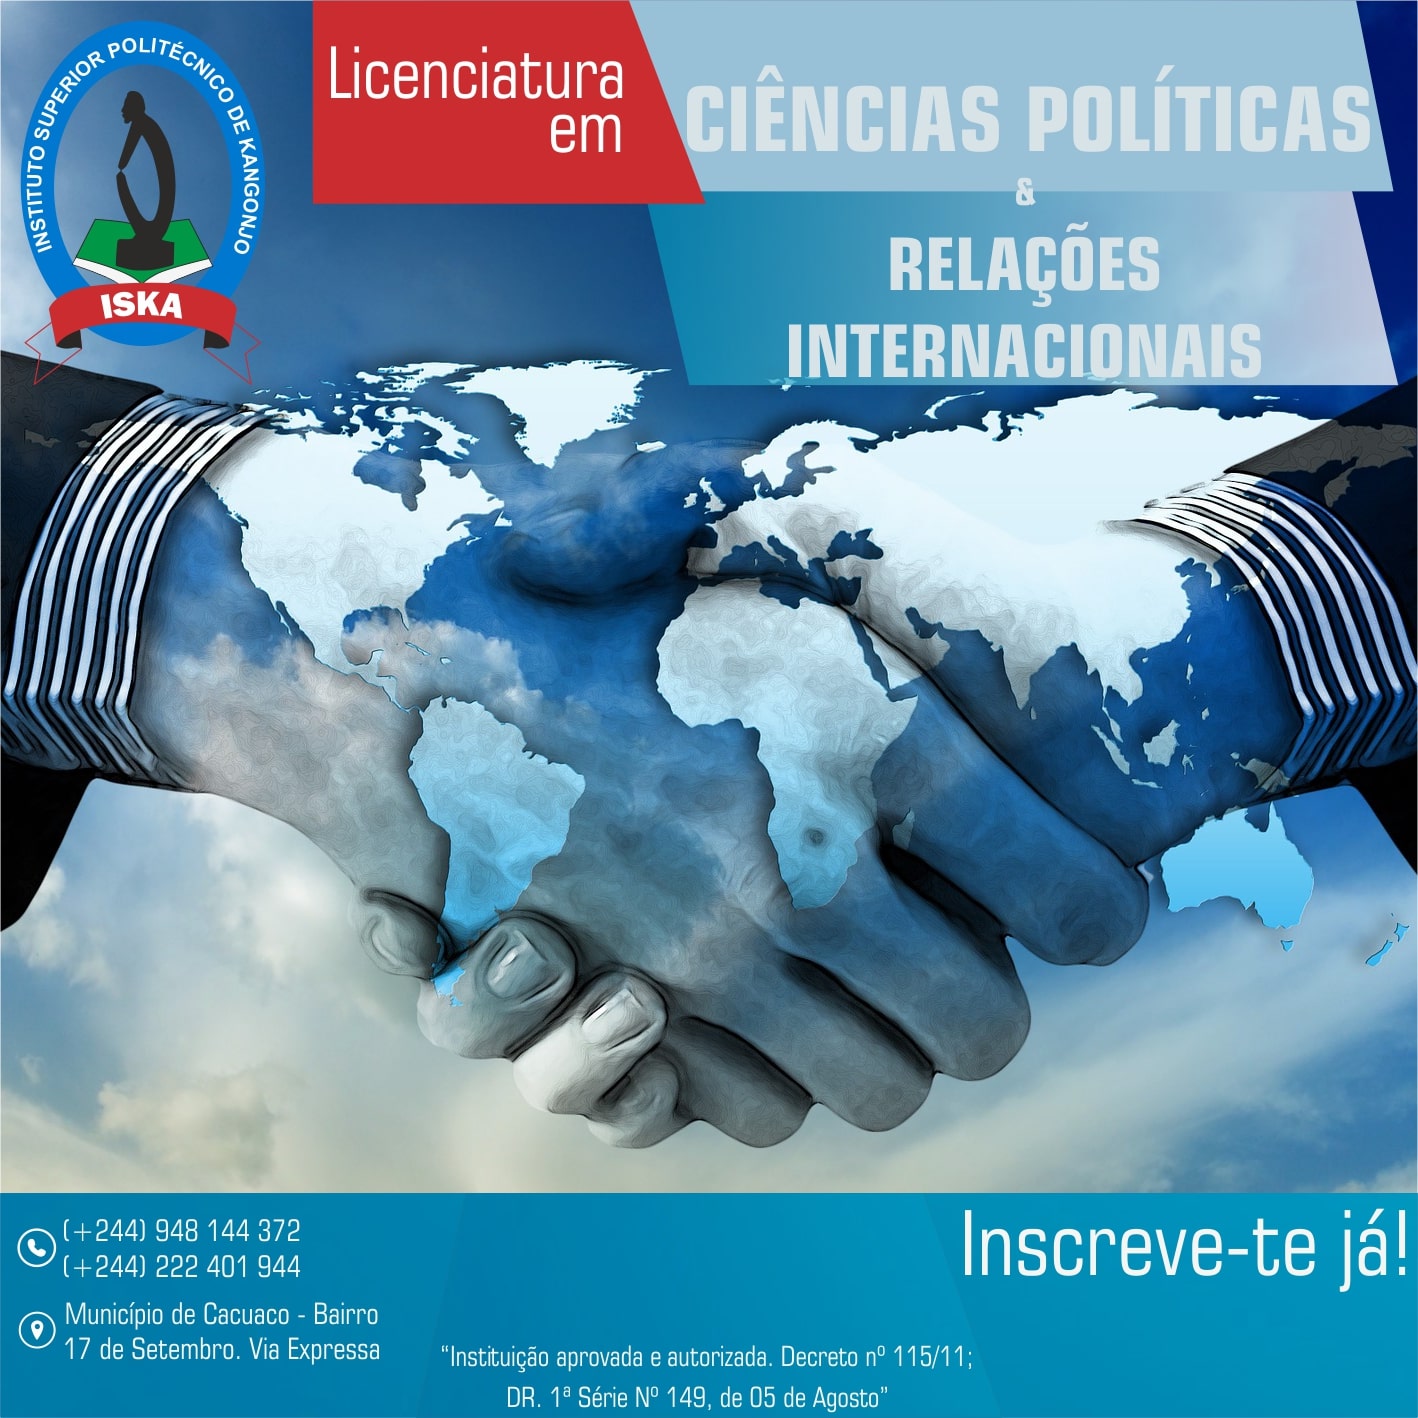 INSTITUTO SUPERIOR POLITÉCNICO DE KANGONJO
ISKA
Licenciatura
em
CIÊNCIAS POLÍTICAS
&
RELAÇÕES
INTERNACIONAIS
(+244) 948 144 372
(+244) 222 401 944
Município de Cacuaco - Bairro
17 de Setembro. Via Expressa
Inscreve-te já!
“Instituição aprovada e autorizada. Decreto nº 115/11;
DR. 1ª Série Nº 149, de 05 de Agosto”